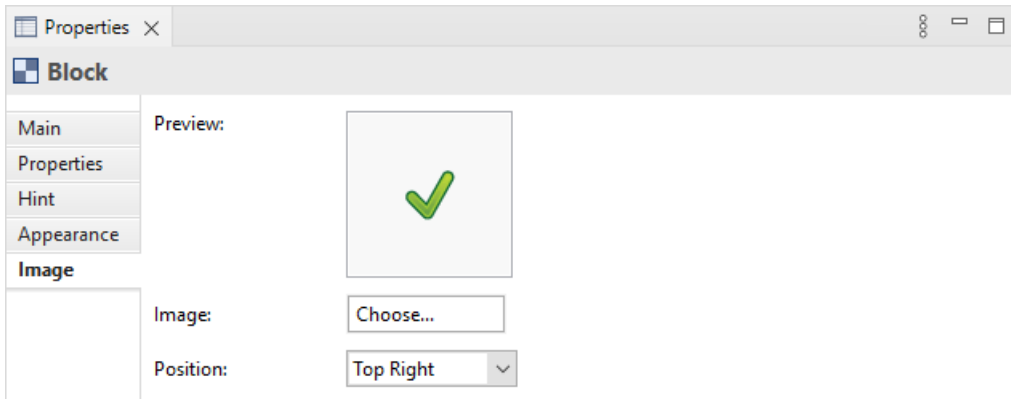 Properties
Block
Main
Properties
Hint
Appearance
Image
Preview:
Image:
Choose...
Position:
Top Right